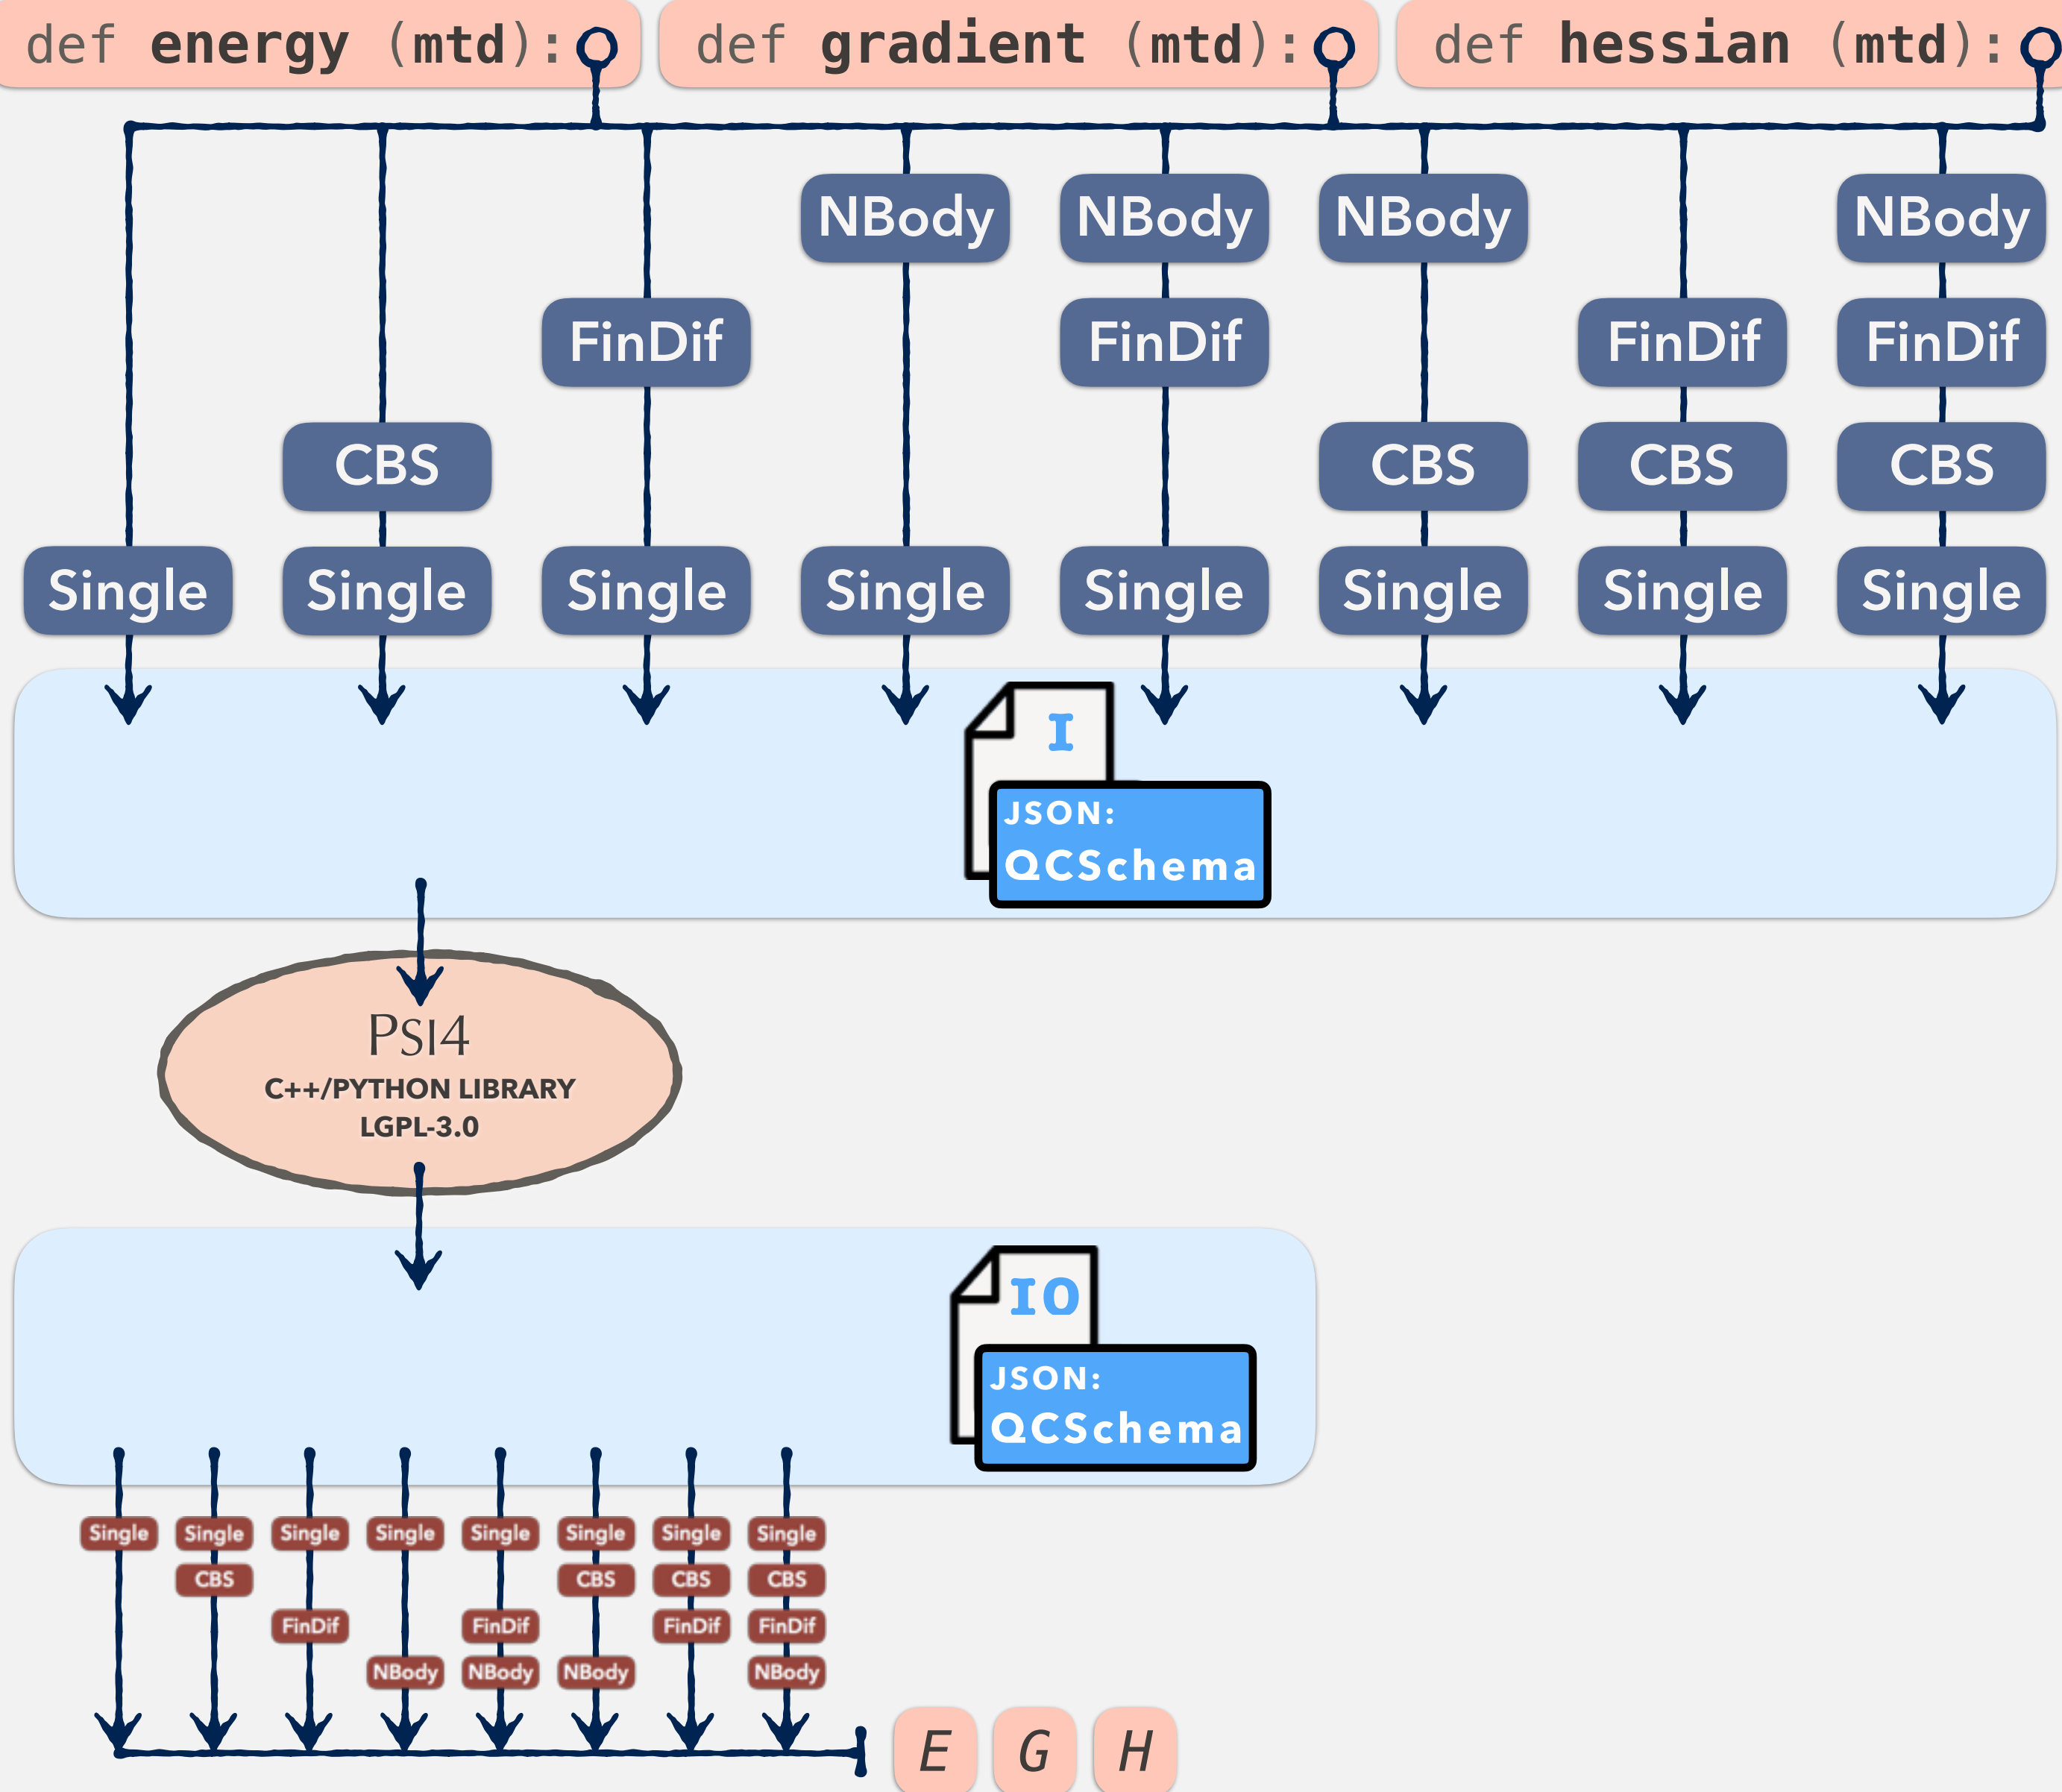 def energy (mtd): def gradient (mtd): def hessian (mtd):
NBody NBody NBody NBody
FinDif FinDif FinDif FinDif
CBS CBS CBS CBS
Single Single Single Single Single Single Single Single
I
JSON:
QCSchema
PSI4
C++/PYTHON LIBRARY
LGPL-3.0
IO
JSON:
QCSchema
Single Single Single Single Single Single Single Single
CBS CBS CBS CBS
FinDif FinDif FinDif FinDif
NBody NBody NBody NBody
E G H